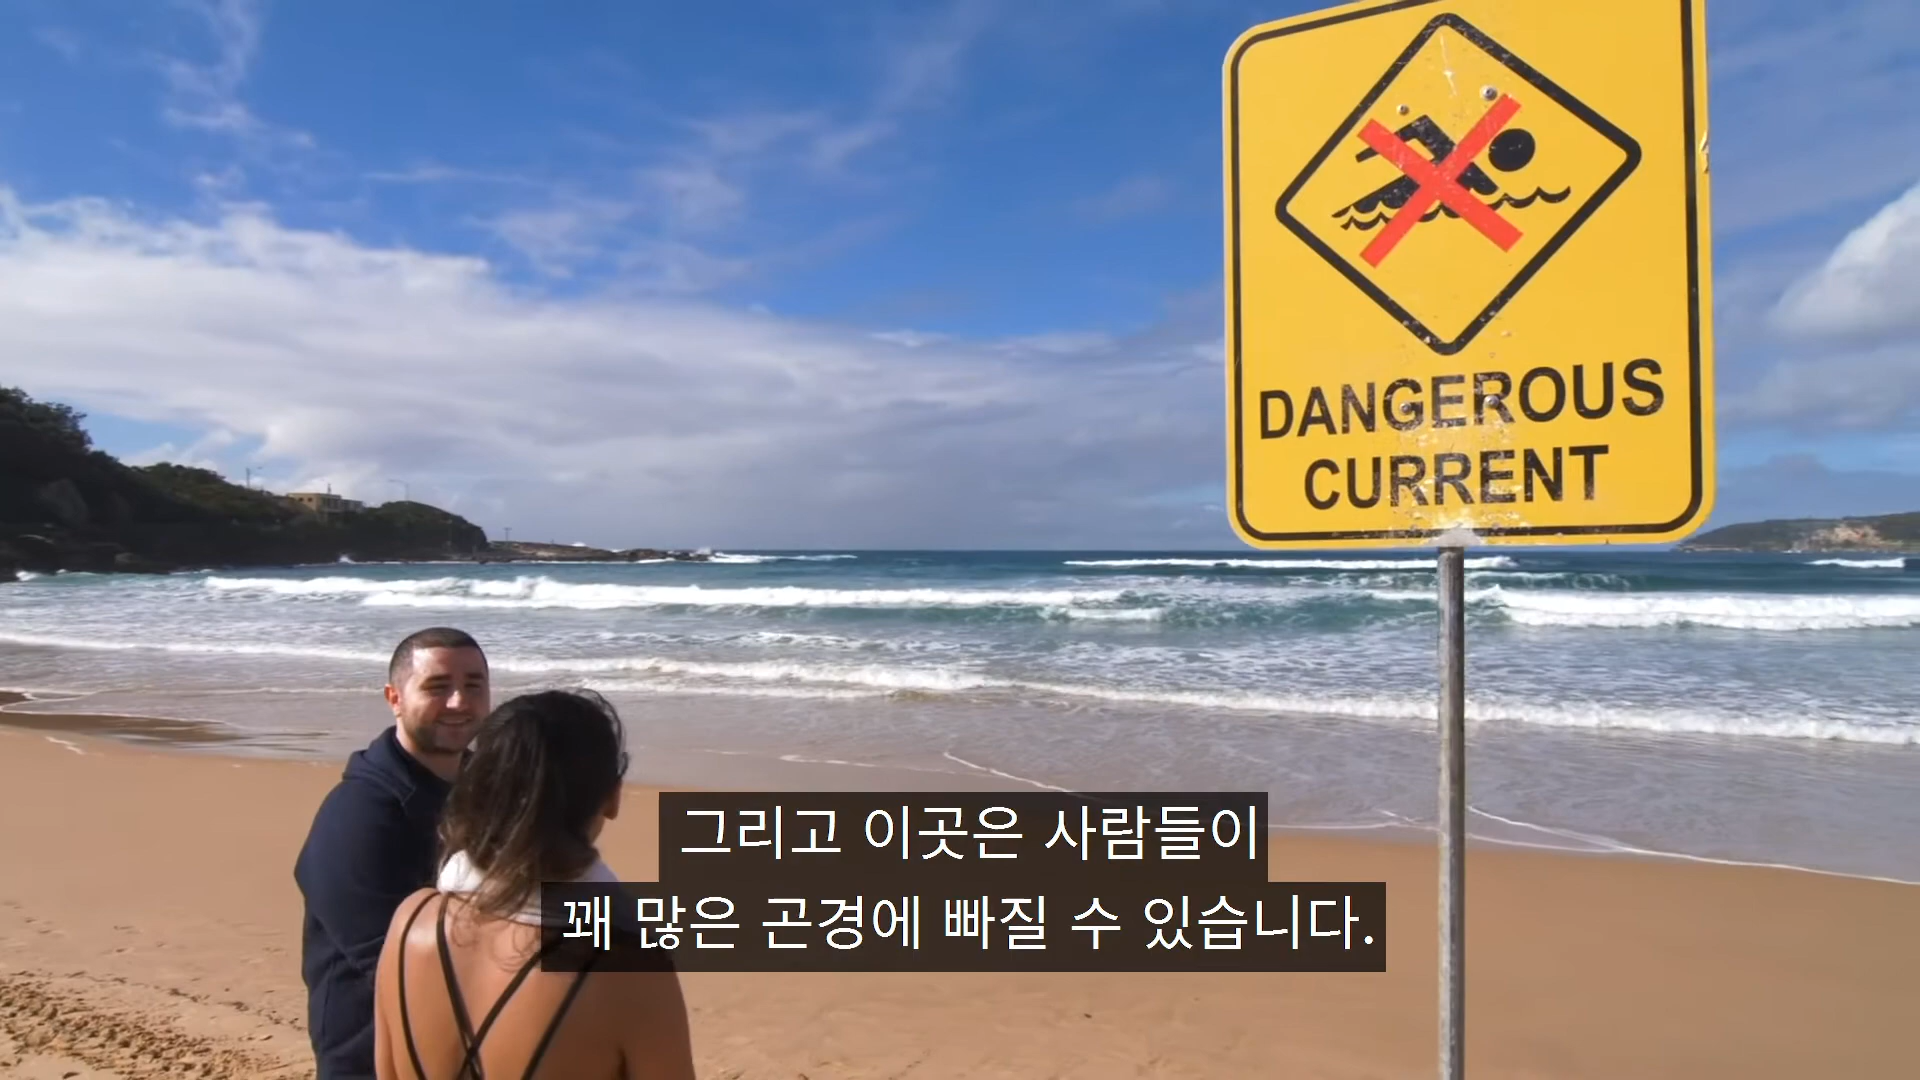 DANGEROUS
CURRENT
그리고 이곳은 사람들이
꽤 많은 곤경에 빠질 수 있습니다.